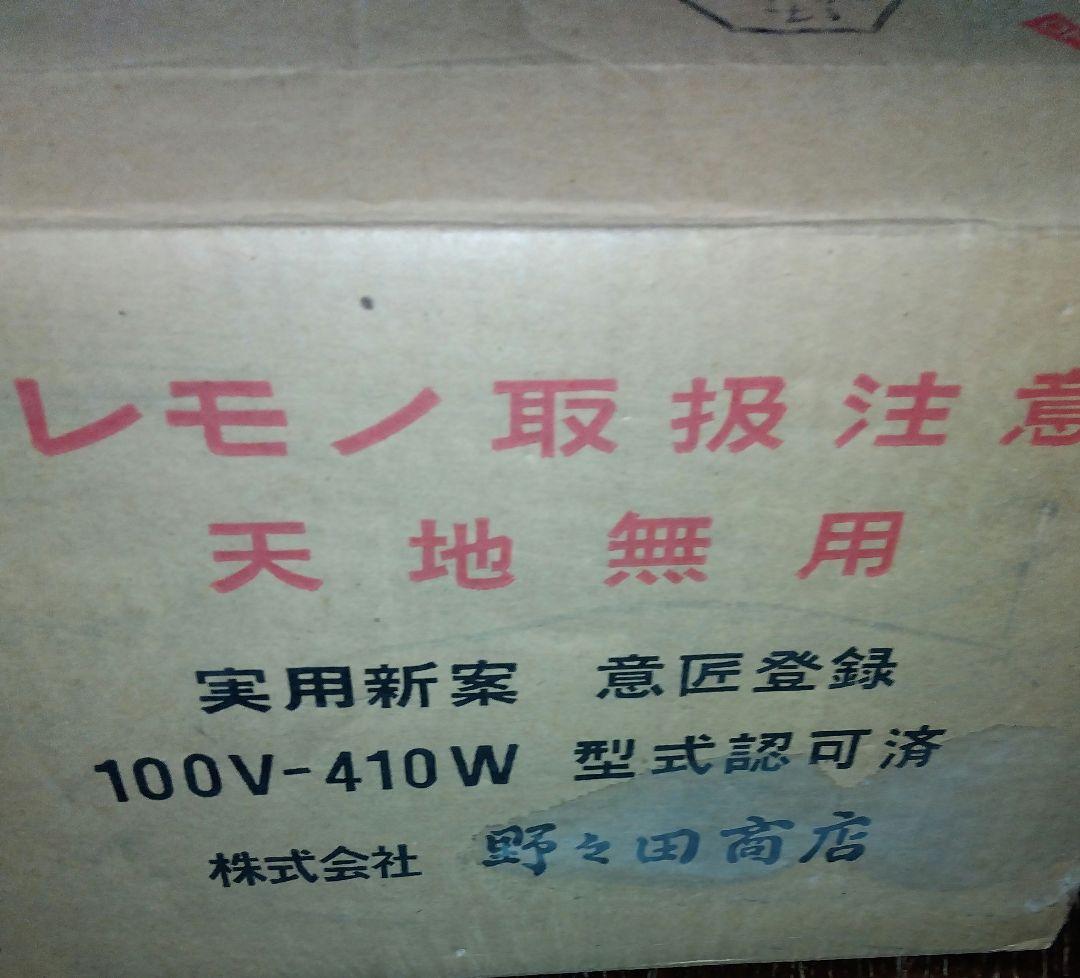 レモノ取扱注意
天地無用
実用新案 意匠登録
100V-410W 型式認可済
株式会社 野々田商店